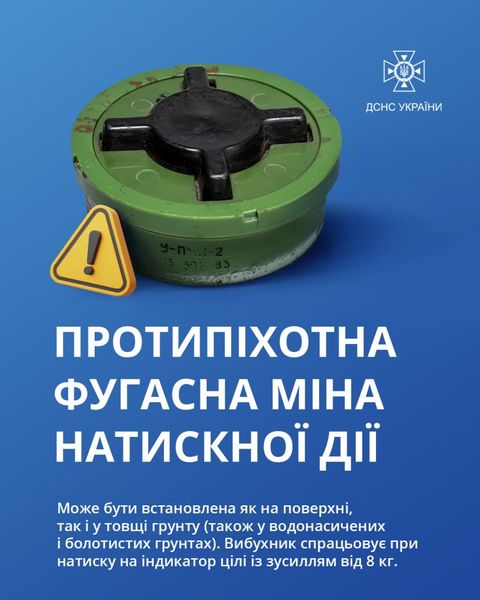 ДСНС УКРАЇНИ
ПРОТИПІХОТНА
ФУГАСНА МІНА
НАТИСКНОЇ ДІЇ
Може бути встановлена як на поверхні,
так і у товщі грунту (також у водонасичених
і болотистих грунтах). Вибухник спрацьовує при
натиску на індикатор цілі із зусиллям від 8 кг.